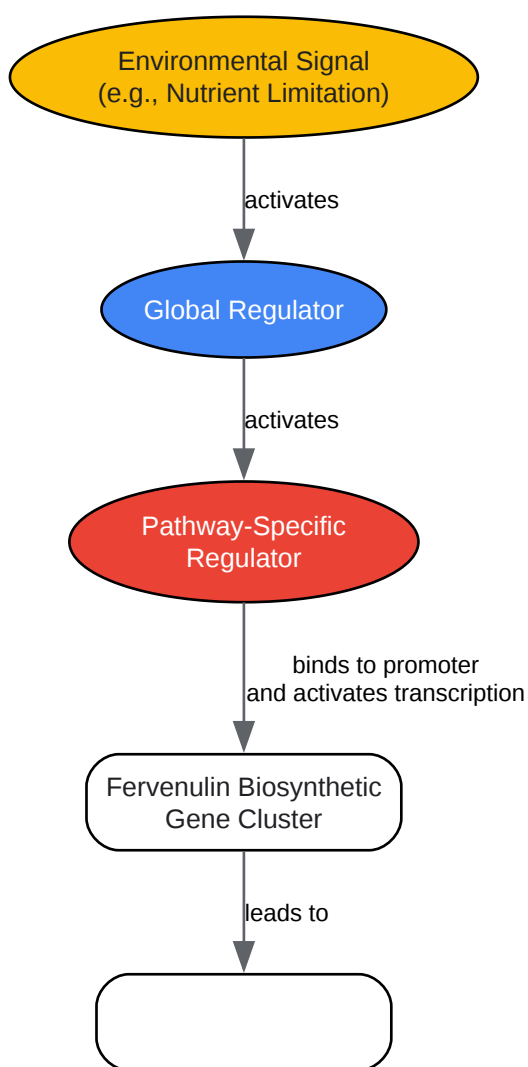 Environmental Signal
(e.g., Nutrient Limitation)
activates
Global Regulator
activates
Pathway-Specific
Regulator
binds to promoter
and activates transcription
Fervenulin Biosynthetic
Gene Cluster
leads to